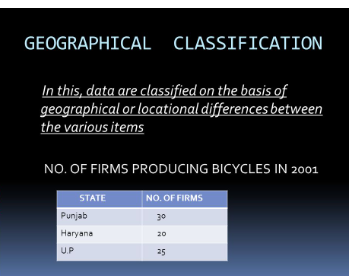 GEOGRAPHICAL CLASSIFICATION
In this, data are classified on the basis of
geographical or locational differences between
the various items
NO. OF FIRMS PRODUCING BICYCLES IN 2001
STATE NO. OF FIRMS
Punjab 30
Haryana 20
U.P 25